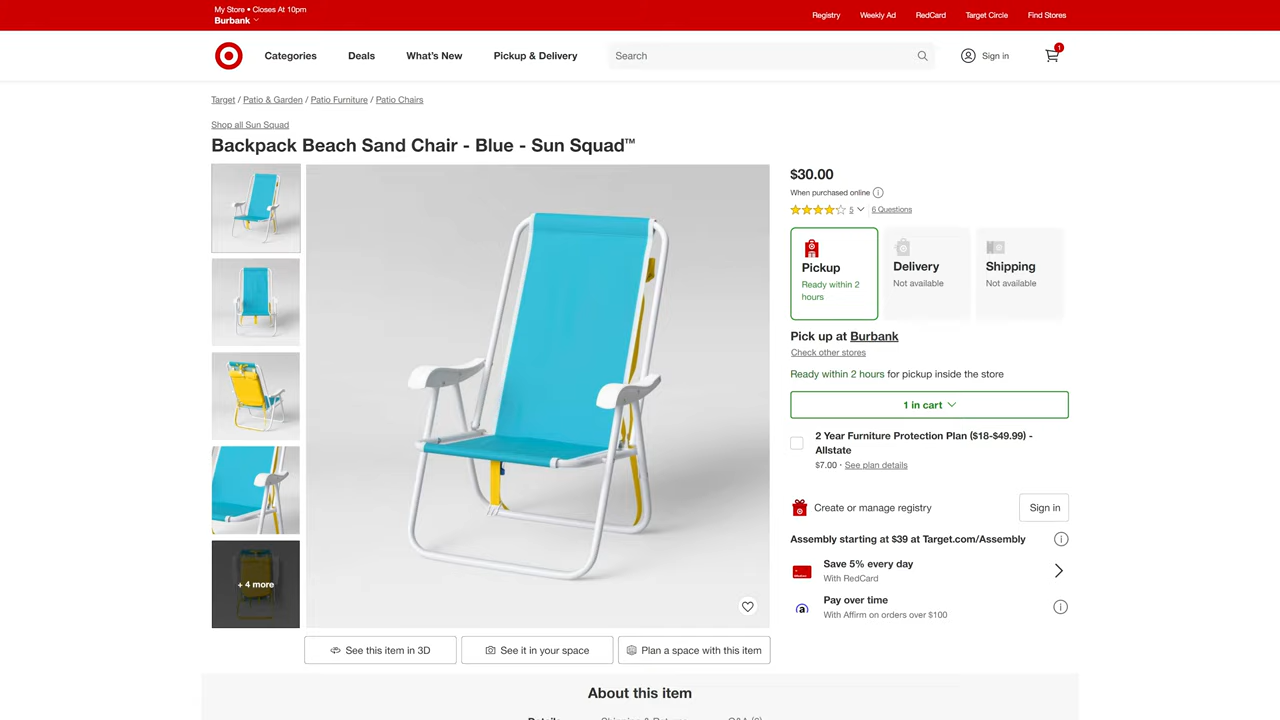 My Store • Closes At 10pm
Burbank
Registry
Weekly Ad
RedCard
Target Circle
Find Stores
Categories
Deals
What's New
Pickup & Delivery
Search
Sign in
1
Target / Patio & Garden / Patio Furniture / Patio Chairs
Shop all Sun Squad
Backpack Beach Sand Chair - Blue - Sun Squad™
$30.00
When purchased online
5
6 Questions
Pickup
Ready within 2
hours
Delivery
Not available
Shipping
Not available
Pick up at Burbank
Check other stores
Ready within 2 hours for pickup inside the store
1 in cart
2 Year Furniture Protection Plan ($18-$49.99) -
Allstate
$7.00 · See plan details
Create or manage registry
Sign in
Assembly starting at $39 at Target.com/Assembly
Save 5% every day
With RedCard
Pay over time
With Affirm on orders over $100
+ 4 more
See this item in 3D
See it in your space
Plan a space with this item
About this item